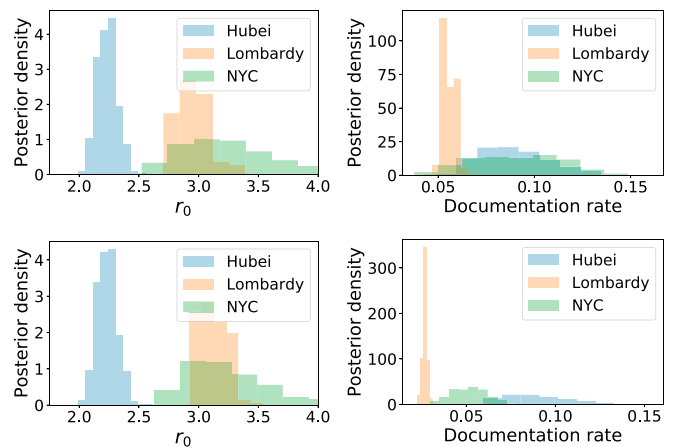 Posterior density
4
3
2
1
0
2.0 2.5 3.0 3.5 4.0
r0
Hubei
Lombardy
NYC
Posterior density
100
75
50
25
0
0.05 0.10 0.15
Documentation rate
Hubei
Lombardy
NYC
Posterior density
4
3
2
1
0
2.0 2.5 3.0 3.5 4.0
r0
Hubei
Lombardy
NYC
Posterior density
300
200
100
0
0.05 0.10 0.15
Documentation rate
Hubei
Lombardy
NYC